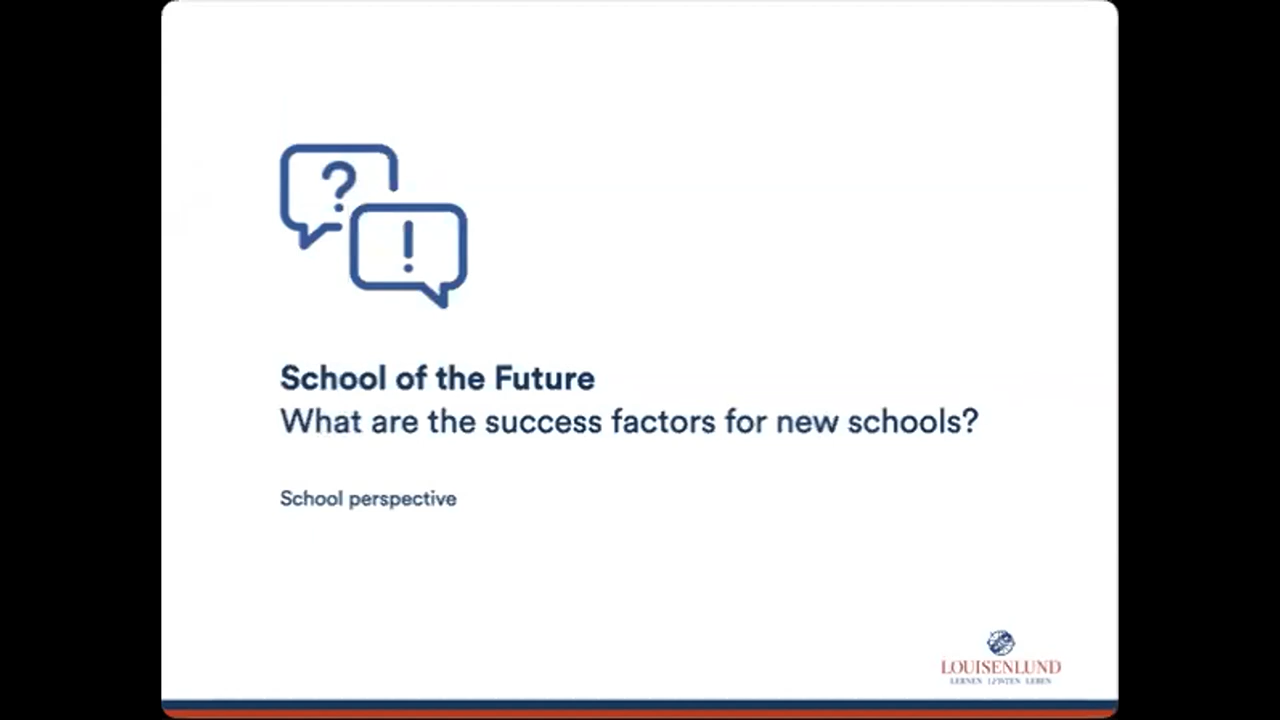 ?
!
School of the Future
What are the success factors for new schools?
School perspective
LOUISENLUND
LERNEN LEISTEN LEBEN